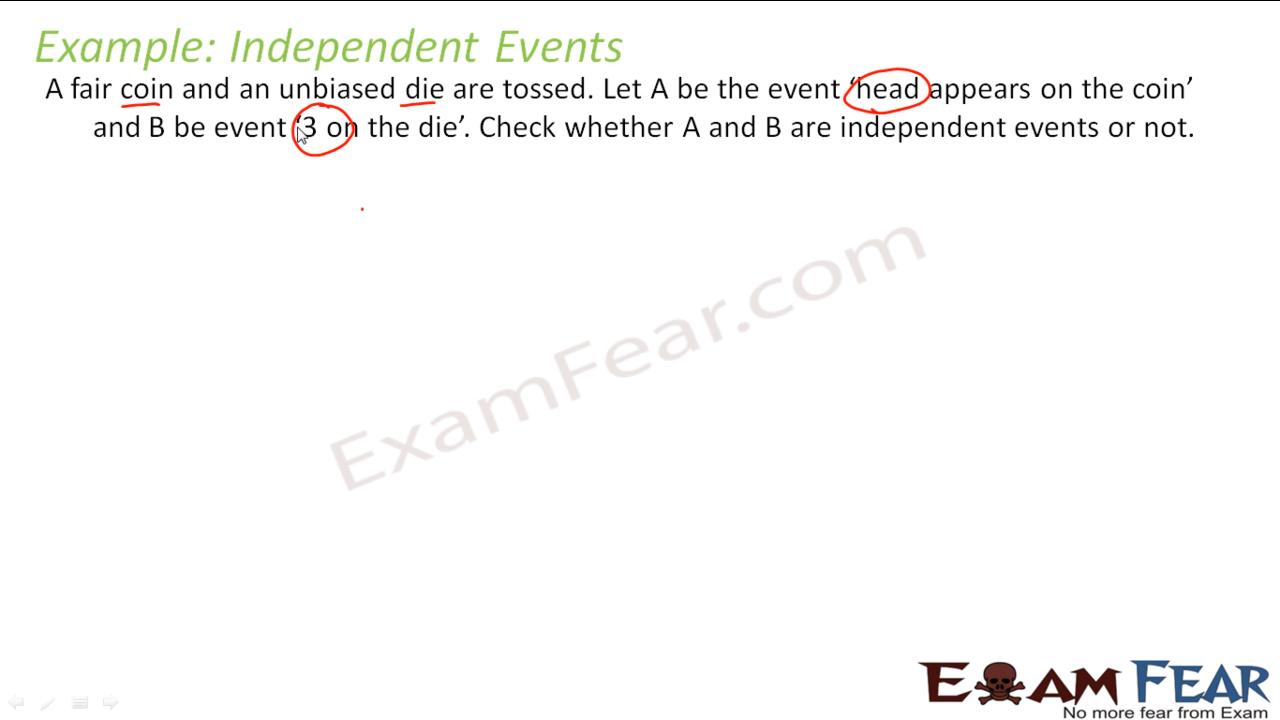 Example: Independent Events
A fair coin and an unbiased die are tossed. Let A be the event ‘head appears on the coin’
and B be event ‘3 on the die’. Check whether A and B are independent events or not.
ExamFear.com
EXAM FEAR
No more fear from Exam